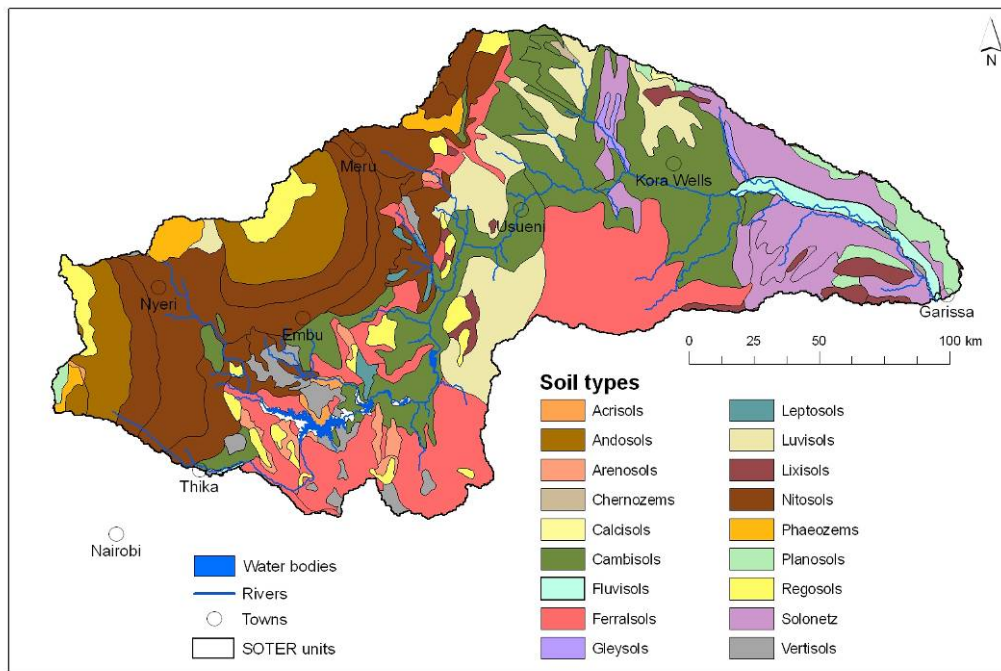 N
Meru
Kora Wells
Usueni
Nyeri
Embu
Garissa
0 25 50 100 km
Thika
Nairobi
Water bodies
Rivers
Towns
SOTER units
Soil types
Acrisols
Andosols
Arenosols
Chernozems
Calcisols
Cambisols
Fluvisols
Ferralsols
Gleysols
Leptosols
Luvisols
Lixisols
Nitosols
Phaeozems
Planosols
Regosols
Solonetz
Vertisols